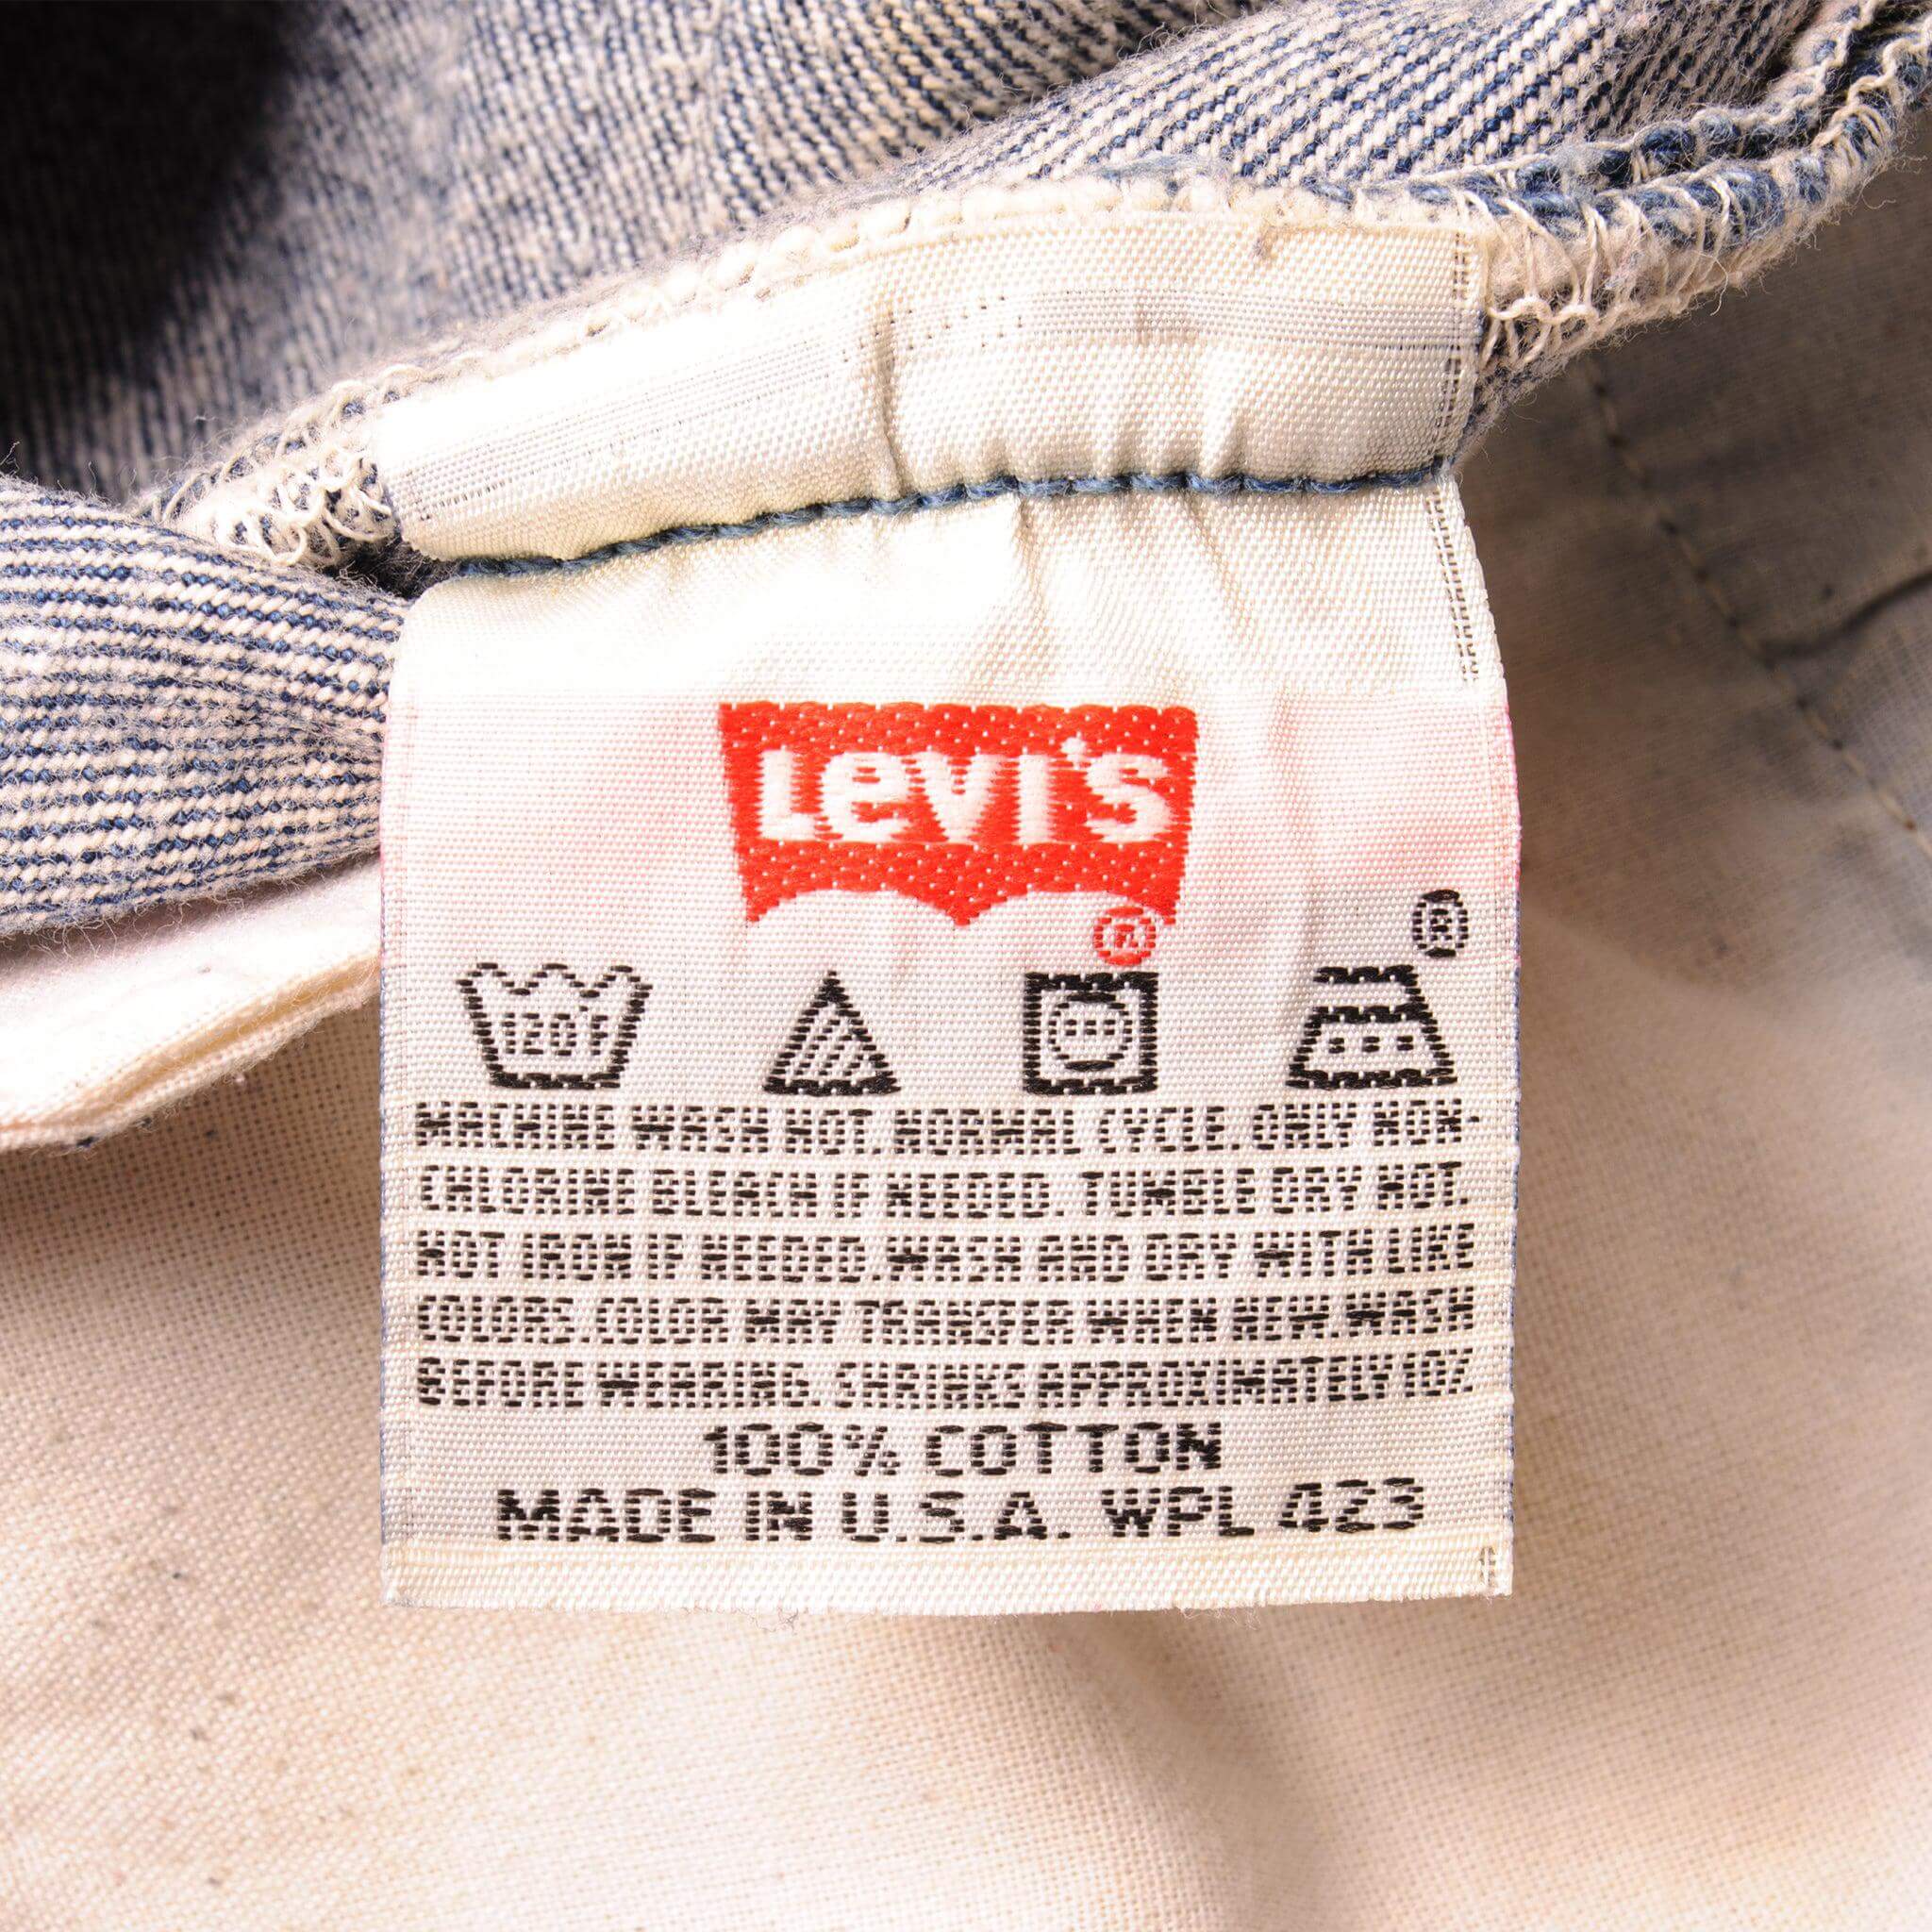 Levi's
®
®
120°F
MACHINE WASH HOT. NORMAL CYCLE. ONLY NON-
CHLORINE BLEACH IF NEEDED. TUMBLE DRY HOT.
HOT IRON IF NEEDED. WASH AND DRY WITH LIKE
COLORS. COLOR MAY TRANSFER WHEN NEW. WASH
BEFORE WEARING. SHRINKS APPROXIMATELY 10%
100% COTTON
MADE IN U.S.A. WPL 423